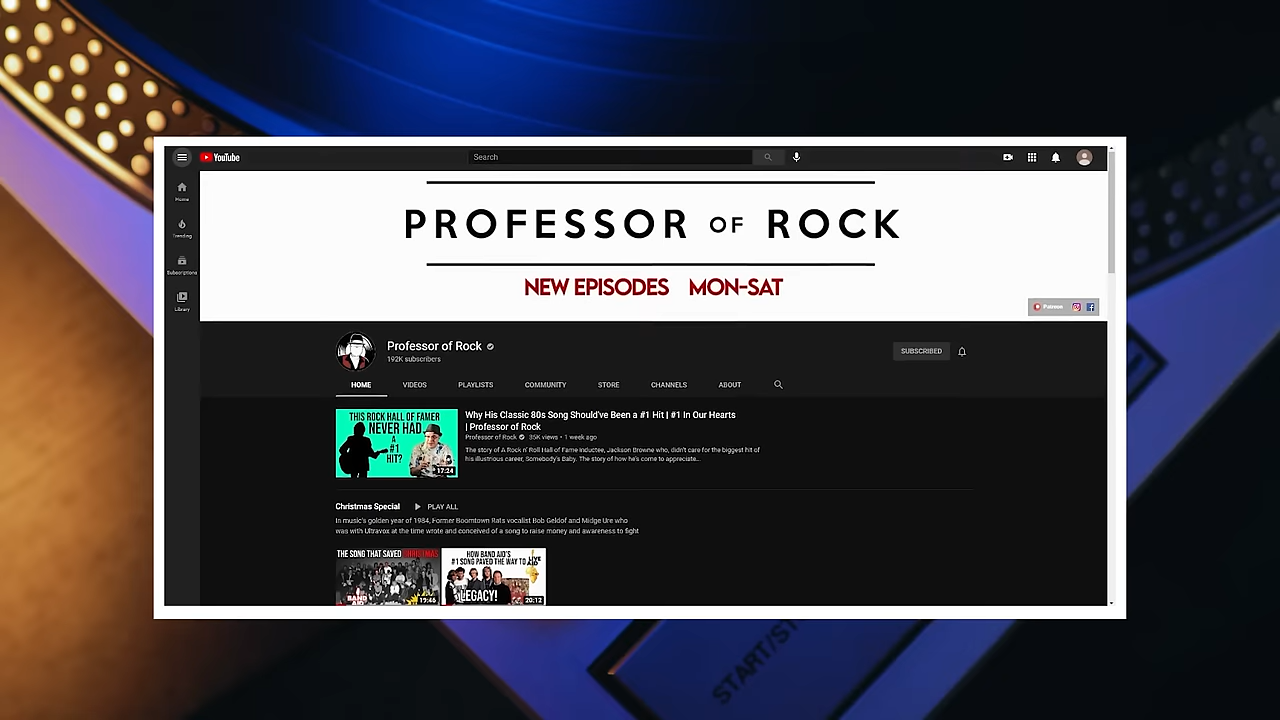 YouTube
Search
Home
Trending
Subscriptions
Library
PROFESSOR OF ROCK
NEW EPISODES MON-SAT
Patreon
Professor of Rock
192K subscribers
SUBSCRIBED
HOME VIDEOS PLAYLISTS COMMUNITY STORE CHANNELS ABOUT
THIS ROCK HALL OF FAMER
NEVER HAD
A
#1
HIT?
17:24
Why His Classic 80s Song Should've Been a #1 Hit | #1 In Our Hearts
| Professor of Rock
Professor of Rock 35K views • 1 week ago
The story of A Rock n' Roll Hall of Fame Inductee, Jackson Browne who, didn't care for the biggest hit of
his illustrious career, Somebody's Baby. The story of how he's come to appreciate...
Christmas Special PLAY ALL
In music's golden year of 1984, Former Boomtown Rats vocalist Bob Geldof and Midge Ure who
was with Ultravox at the time wrote and conceived of a song to raise money and awareness to fight
THE SONG THAT SAVED CHRISTMAS
BAND
AID
19:46
HOW BAND AID'S
#1 SONG PAVED THE WAY TO LIVE
AID
LEGACY!
20:12
START/ST